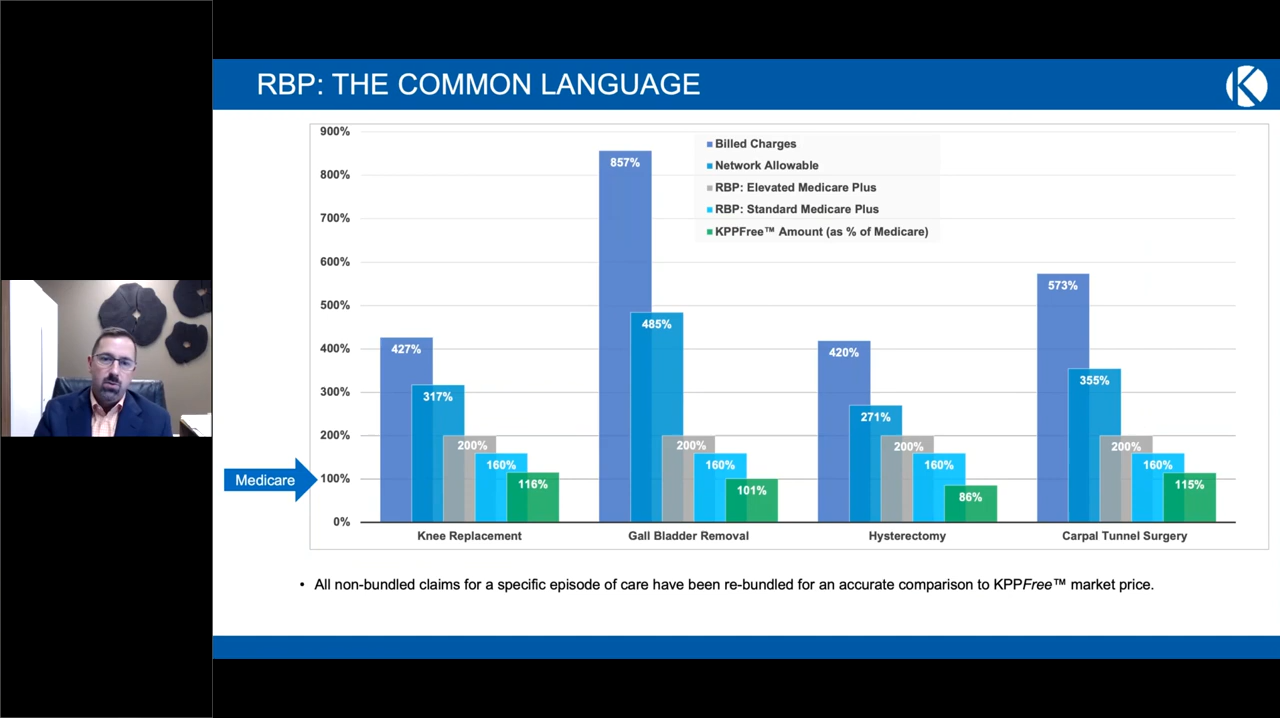 RBP: THE COMMON LANGUAGE
K
900%
800%
700%
600%
500%
400%
300%
200%
100%
0%
Medicare
Billed Charges
Network Allowable
RBP: Elevated Medicare Plus
RBP: Standard Medicare Plus
KPPFree™ Amount (as % of Medicare)
427%
317%
200%
160%
116%
857%
485%
200%
160%
101%
420%
271%
200%
160%
86%
573%
355%
200%
160%
115%
Knee Replacement
Gall Bladder Removal
Hysterectomy
Carpal Tunnel Surgery
• All non-bundled claims for a specific episode of care have been re-bundled for an accurate comparison to KPPFree™ market price.